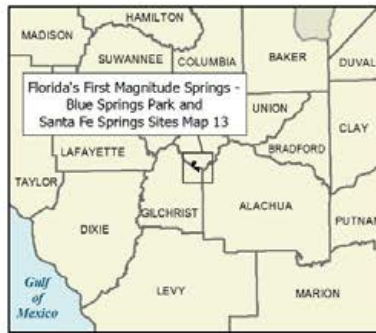 HAMILTON
MADISON
SUWANNEE
COLUMBIA
BAKER
DUVAL
Florida's First Magnitude Springs -
Blue Springs Park and
Santa Fe Springs Sites Map 13
UNION
CLAY
BRADFORD
LAFAYETTE
TAYLOR
GILCHRIST
ALACHUA
PUTNA
DIXIE
Gulf
of
Mexico
LEVY
MARION